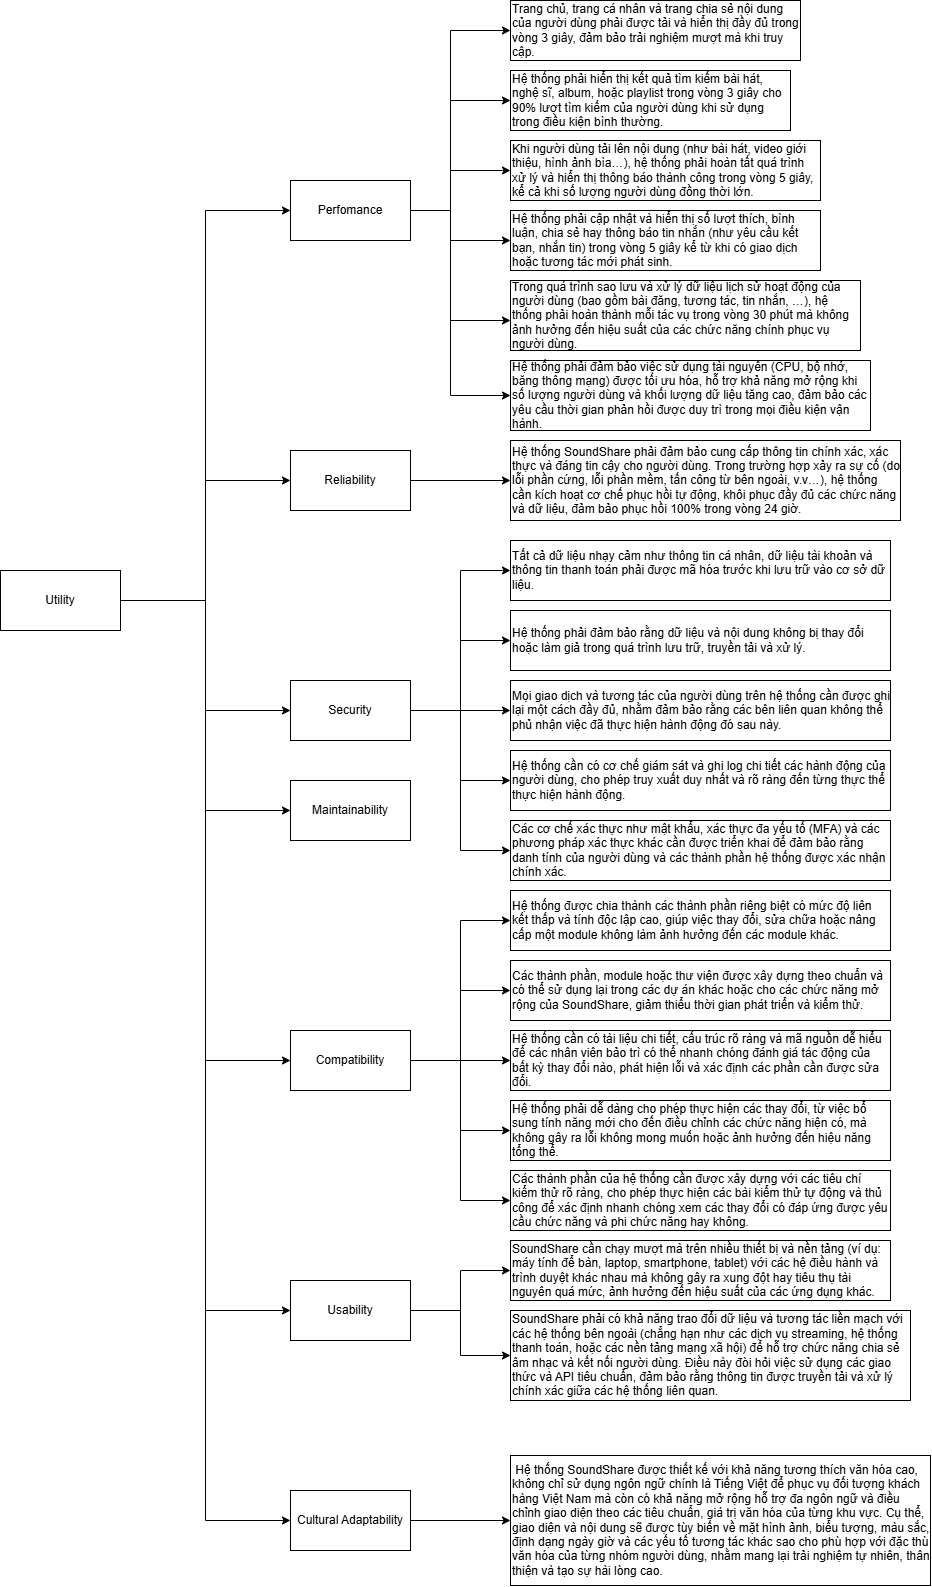 Trang chủ, trang cá nhân và trang chia sẻ nội dung
của người dùng phải được tải và hiển thị đầy đủ trong
vòng 3 giây, đảm bảo trải nghiệm mượt mà khi truy
cập.
Hệ thống phải hiển thị kết quả tìm kiếm bài hát,
nghệ sĩ, album, hoặc playlist trong vòng 3 giây cho
90% lượt tìm kiếm của người dùng khi sử dụng
trong điều kiện bình thường.
Khi người dùng tải lên nội dung (như bài hát, video giới
thiệu, hình ảnh bìa…), hệ thống phải hoàn tất quá trình
xử lý và hiển thị thông báo thành công trong vòng 5 giây,
kể cả khi số lượng người dùng đồng thời lớn.
Perfomance
Hệ thống phải cập nhật và hiển thị số lượt thích, bình
luận, chia sẻ hay thông báo tin nhắn (như yêu cầu kết
bạn, nhắn tin) trong vòng 5 giây kể từ khi có giao dịch
hoặc tương tác mới phát sinh.
Trong quá trình sao lưu và xử lý dữ liệu lịch sử hoạt động của
người dùng (bao gồm bài đăng, tương tác, tin nhắn, …), hệ
thống phải hoàn thành mỗi tác vụ trong vòng 30 phút mà không
ảnh hưởng đến hiệu suất của các chức năng chính phục vụ
người dùng.
Hệ thống phải đảm bảo việc sử dụng tài nguyên (CPU, bộ nhớ,
băng thông mạng) được tối ưu hóa, hỗ trợ khả năng mở rộng khi
số lượng người dùng và khối lượng dữ liệu tăng cao, đảm bảo các
yêu cầu thời gian phản hồi được duy trì trong mọi điều kiện vận
hành.
Reliability
Hệ thống SoundShare phải đảm bảo cung cấp thông tin chính xác, xác
thực và đáng tin cậy cho người dùng. Trong trường hợp xảy ra sự cố (do
lỗi phần cứng, lỗi phần mềm, tấn công từ bên ngoài, v.v…), hệ thống
cần kích hoạt cơ chế phục hồi tự động, khôi phục đầy đủ các chức năng
và dữ liệu, đảm bảo phục hồi 100% trong vòng 24 giờ.
Utility
Tất cả dữ liệu nhạy cảm như thông tin cá nhân, dữ liệu tài khoản và
thông tin thanh toán phải được mã hóa trước khi lưu trữ vào cơ sở dữ
liệu.
Hệ thống phải đảm bảo rằng dữ liệu và nội dung không bị thay đổi
hoặc làm giả trong quá trình lưu trữ, truyền tải và xử lý.
Security
Mọi giao dịch và tương tác của người dùng trên hệ thống cần được ghi
lại một cách đầy đủ, nhằm đảm bảo rằng các bên liên quan không thể
phủ nhận việc đã thực hiện hành động đó sau này.
Hệ thống cần có cơ chế giám sát và ghi log chi tiết các hành động của
người dùng, cho phép truy xuất duy nhất và rõ ràng đến từng thực thể
thực hiện hành động.
Maintainability
Các cơ chế xác thực như mật khẩu, xác thực đa yếu tố (MFA) và các
phương pháp xác thực khác cần được triển khai để đảm bảo rằng
danh tính của người dùng và các thành phần hệ thống được xác nhận
chính xác.
Hệ thống được chia thành các thành phần riêng biệt có mức độ liên
kết thấp và tính độc lập cao, giúp việc thay đổi, sửa chữa hoặc nâng
cấp một module không làm ảnh hưởng đến các module khác.
Các thành phần, module hoặc thư viện được xây dựng theo chuẩn và
có thể sử dụng lại trong các dự án khác hoặc cho các chức năng mở
rộng của SoundShare, giảm thiểu thời gian phát triển và kiểm thử.
Compatibility
Hệ thống cần có tài liệu chi tiết, cấu trúc rõ ràng và mã nguồn dễ hiểu
để các nhân viên bảo trì có thể nhanh chóng đánh giá tác động của
bất kỳ thay đổi nào, phát hiện lỗi và xác định các phần cần được sửa
đổi.
Hệ thống phải dễ dàng cho phép thực hiện các thay đổi, từ việc bổ
sung tính năng mới cho đến điều chỉnh các chức năng hiện có, mà
không gây ra lỗi không mong muốn hoặc ảnh hưởng đến hiệu năng
tổng thể.
Các thành phần của hệ thống cần được xây dựng với các tiêu chí
kiểm thử rõ ràng, cho phép thực hiện các bài kiểm thử tự động và thủ
công để xác định nhanh chóng xem các thay đổi có đáp ứng được yêu
cầu chức năng và phi chức năng hay không.
SoundShare cần chạy mượt mà trên nhiều thiết bị và nền tảng (ví dụ:
máy tính để bàn, laptop, smartphone, tablet) với các hệ điều hành và
trình duyệt khác nhau mà không gây ra xung đột hay tiêu thụ tài
nguyên quá mức, ảnh hưởng đến hiệu suất của các ứng dụng khác.
Usability
SoundShare phải có khả năng trao đổi dữ liệu và tương tác liền mạch với
các hệ thống bên ngoài (chẳng hạn như các dịch vụ streaming, hệ thống
thanh toán, hoặc các nền tảng mạng xã hội) để hỗ trợ chức năng chia sẻ
âm nhạc và kết nối người dùng. Điều này đòi hỏi việc sử dụng các giao
thức và API tiêu chuẩn, đảm bảo rằng thông tin được truyền tải và xử lý
chính xác giữa các hệ thống liên quan.
Cultural Adaptability
Hệ thống SoundShare được thiết kế với khả năng tương thích văn hóa cao,
không chỉ sử dụng ngôn ngữ chính là Tiếng Việt để phục vụ đối tượng khách
hàng Việt Nam mà còn có khả năng mở rộng hỗ trợ đa ngôn ngữ và điều
chỉnh giao diện theo các tiêu chuẩn, giá trị văn hóa của từng khu vực. Cụ thể,
giao diện và nội dung sẽ được tùy biến về mặt hình ảnh, biểu tượng, màu sắc,
định dạng ngày giờ và các yếu tố tương tác khác sao cho phù hợp với đặc thù
văn hóa của từng nhóm người dùng, nhằm mang lại trải nghiệm tự nhiên, thân
thiện và tạo sự hài lòng cao.